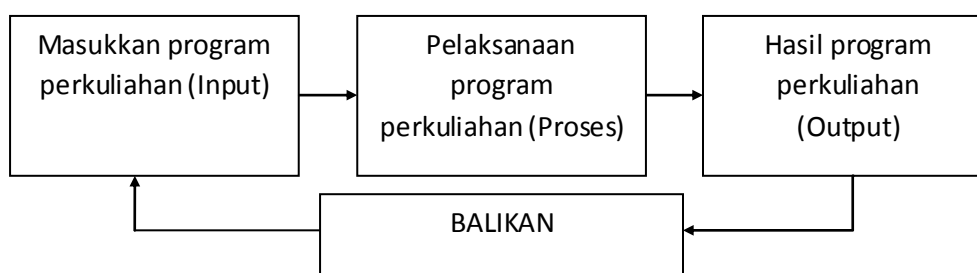 Masukkan program
perkuliahan (Input)
Pelaksanaan
program
perkuliahan (Proses)
Hasil program
perkuliahan
(Output)
BALIKAN